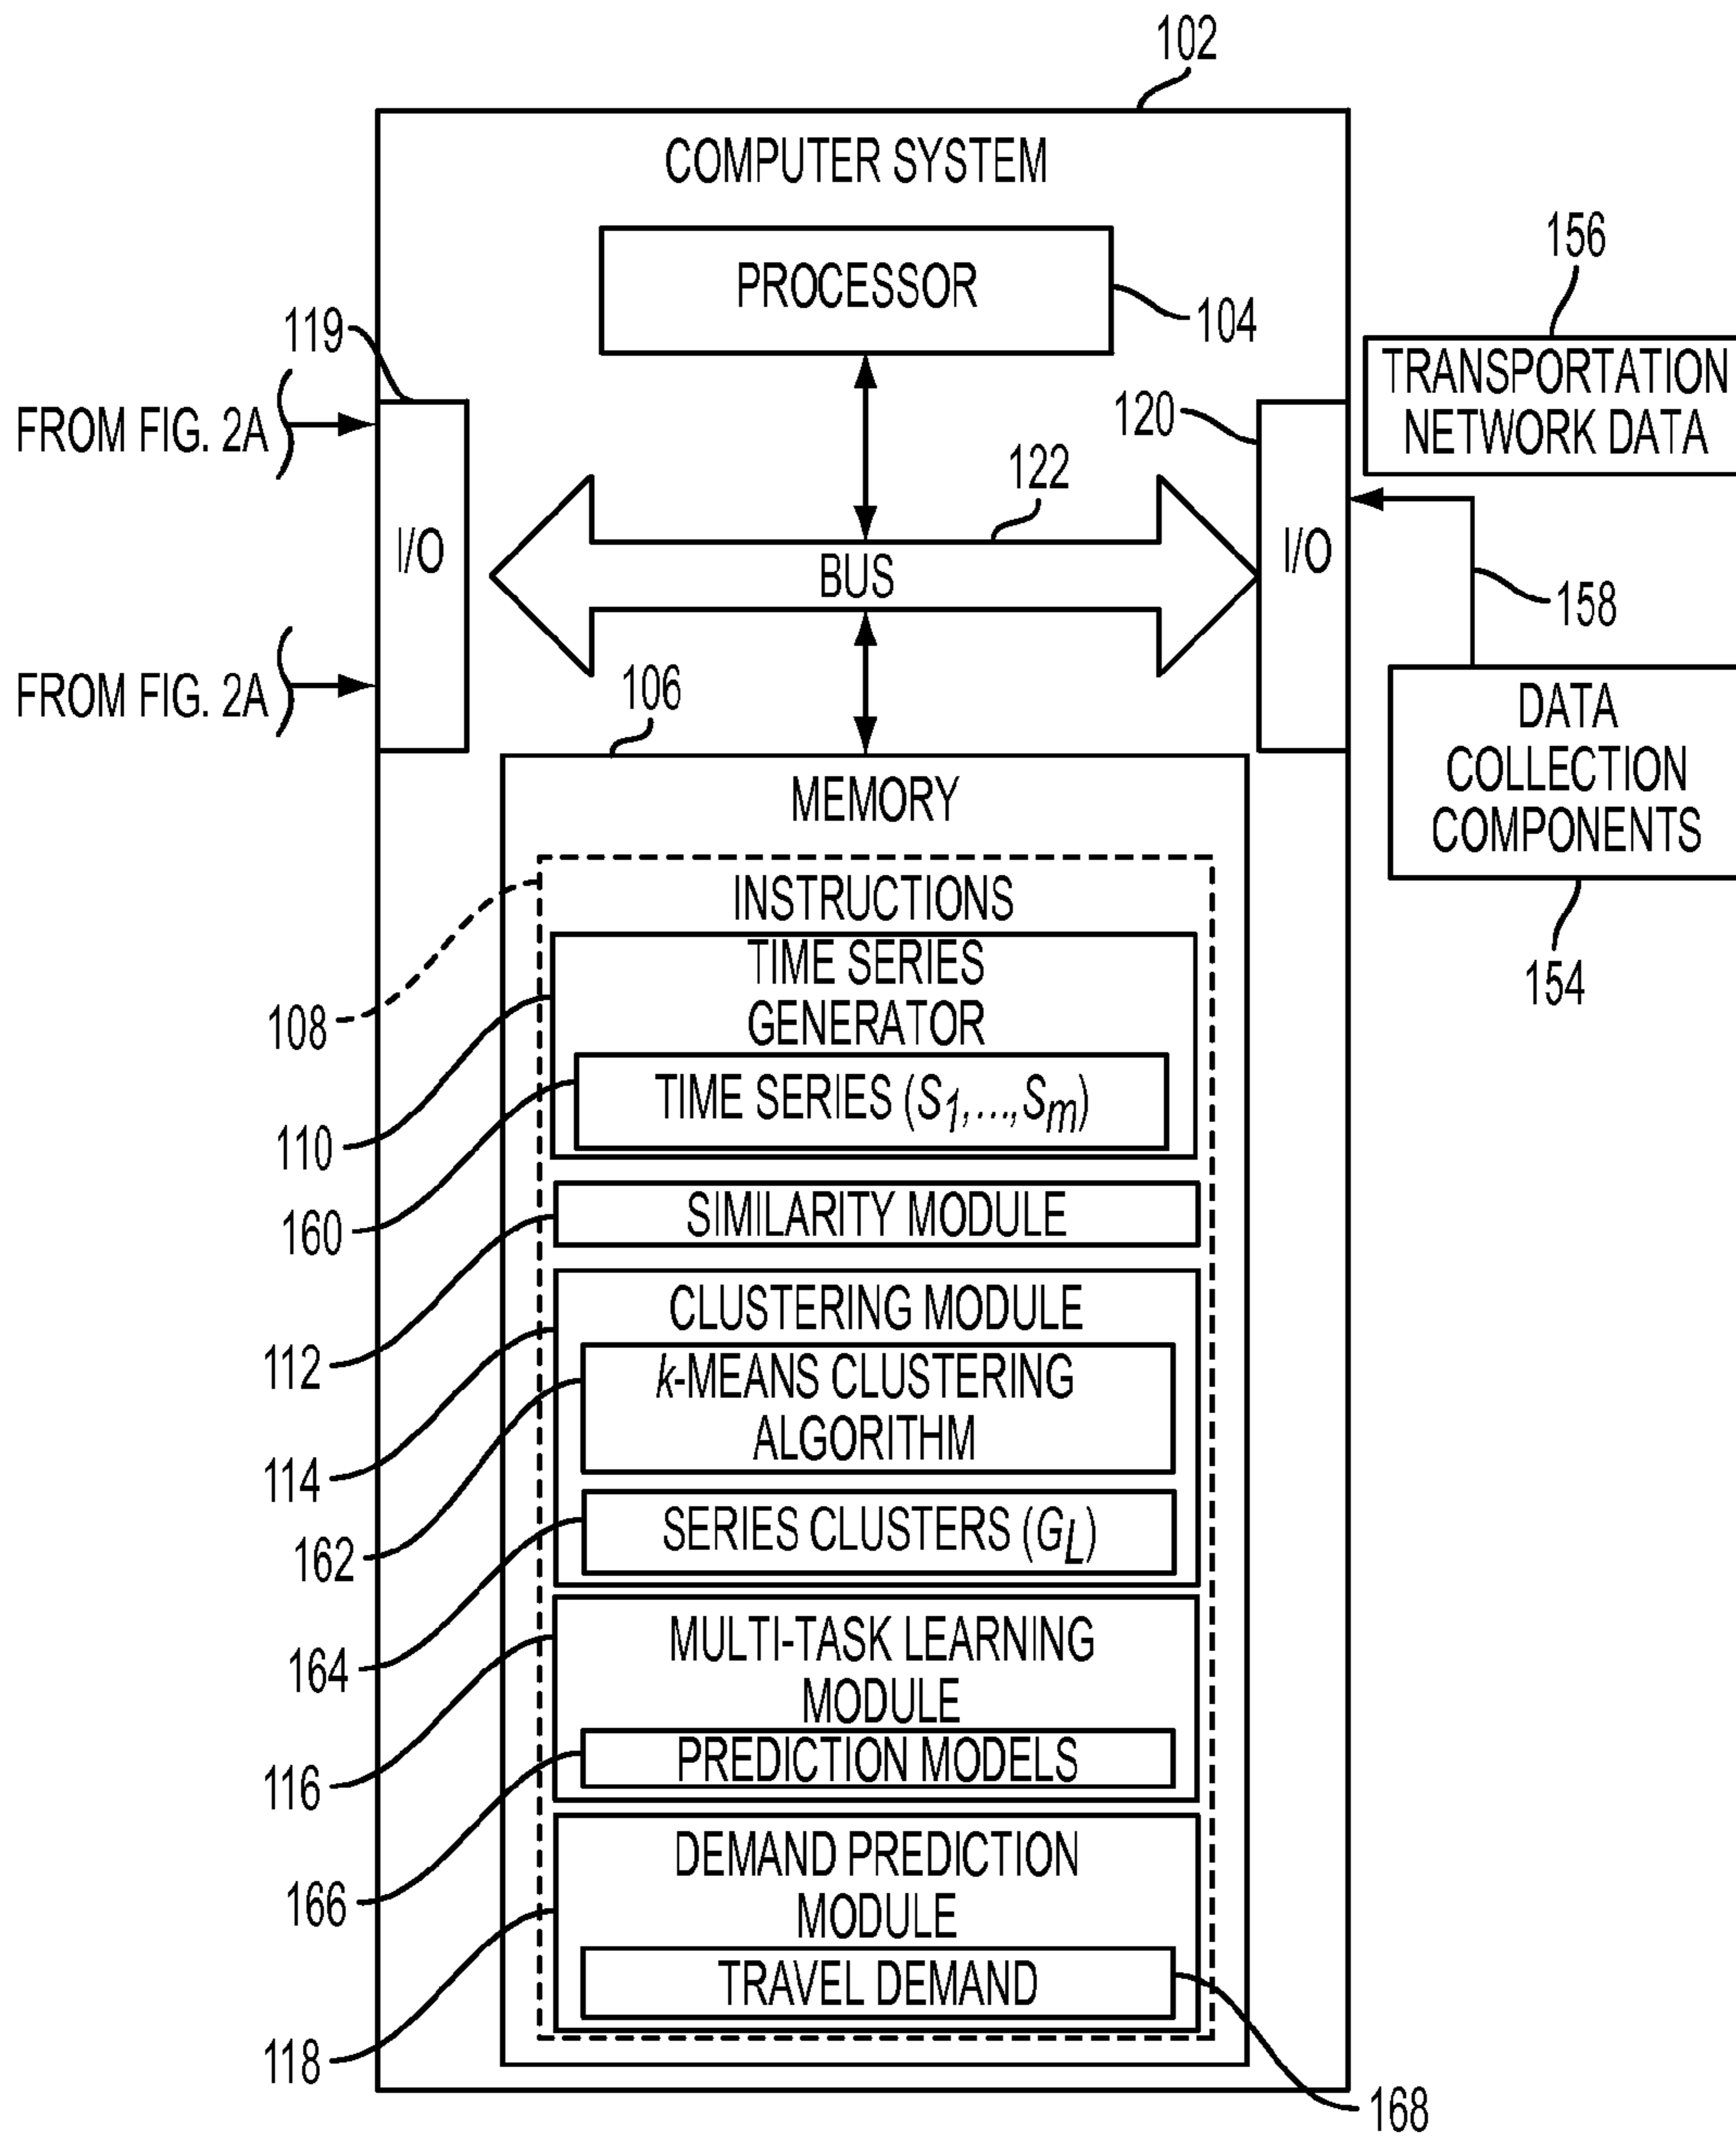 102
COMPUTER SYSTEM
PROCESSOR
104
156
TRANSPORTATION
NETWORK DATA
119
FROM FIG. 2A
120
122
I/O
BUS
I/O
158
FROM FIG. 2A
106
DATA
COLLECTION
COMPONENTS
154
MEMORY
INSTRUCTIONS
108
TIME SERIES
GENERATOR
110
TIME SERIES (S1,...,Sm)
160
SIMILARITY MODULE
112
CLUSTERING MODULE
114
k-MEANS CLUSTERING
ALGORITHM
162
SERIES CLUSTERS (GL)
164
MULTI-TASK LEARNING
MODULE
116
PREDICTION MODELS
166
DEMAND PREDICTION
MODULE
118
TRAVEL DEMAND
168